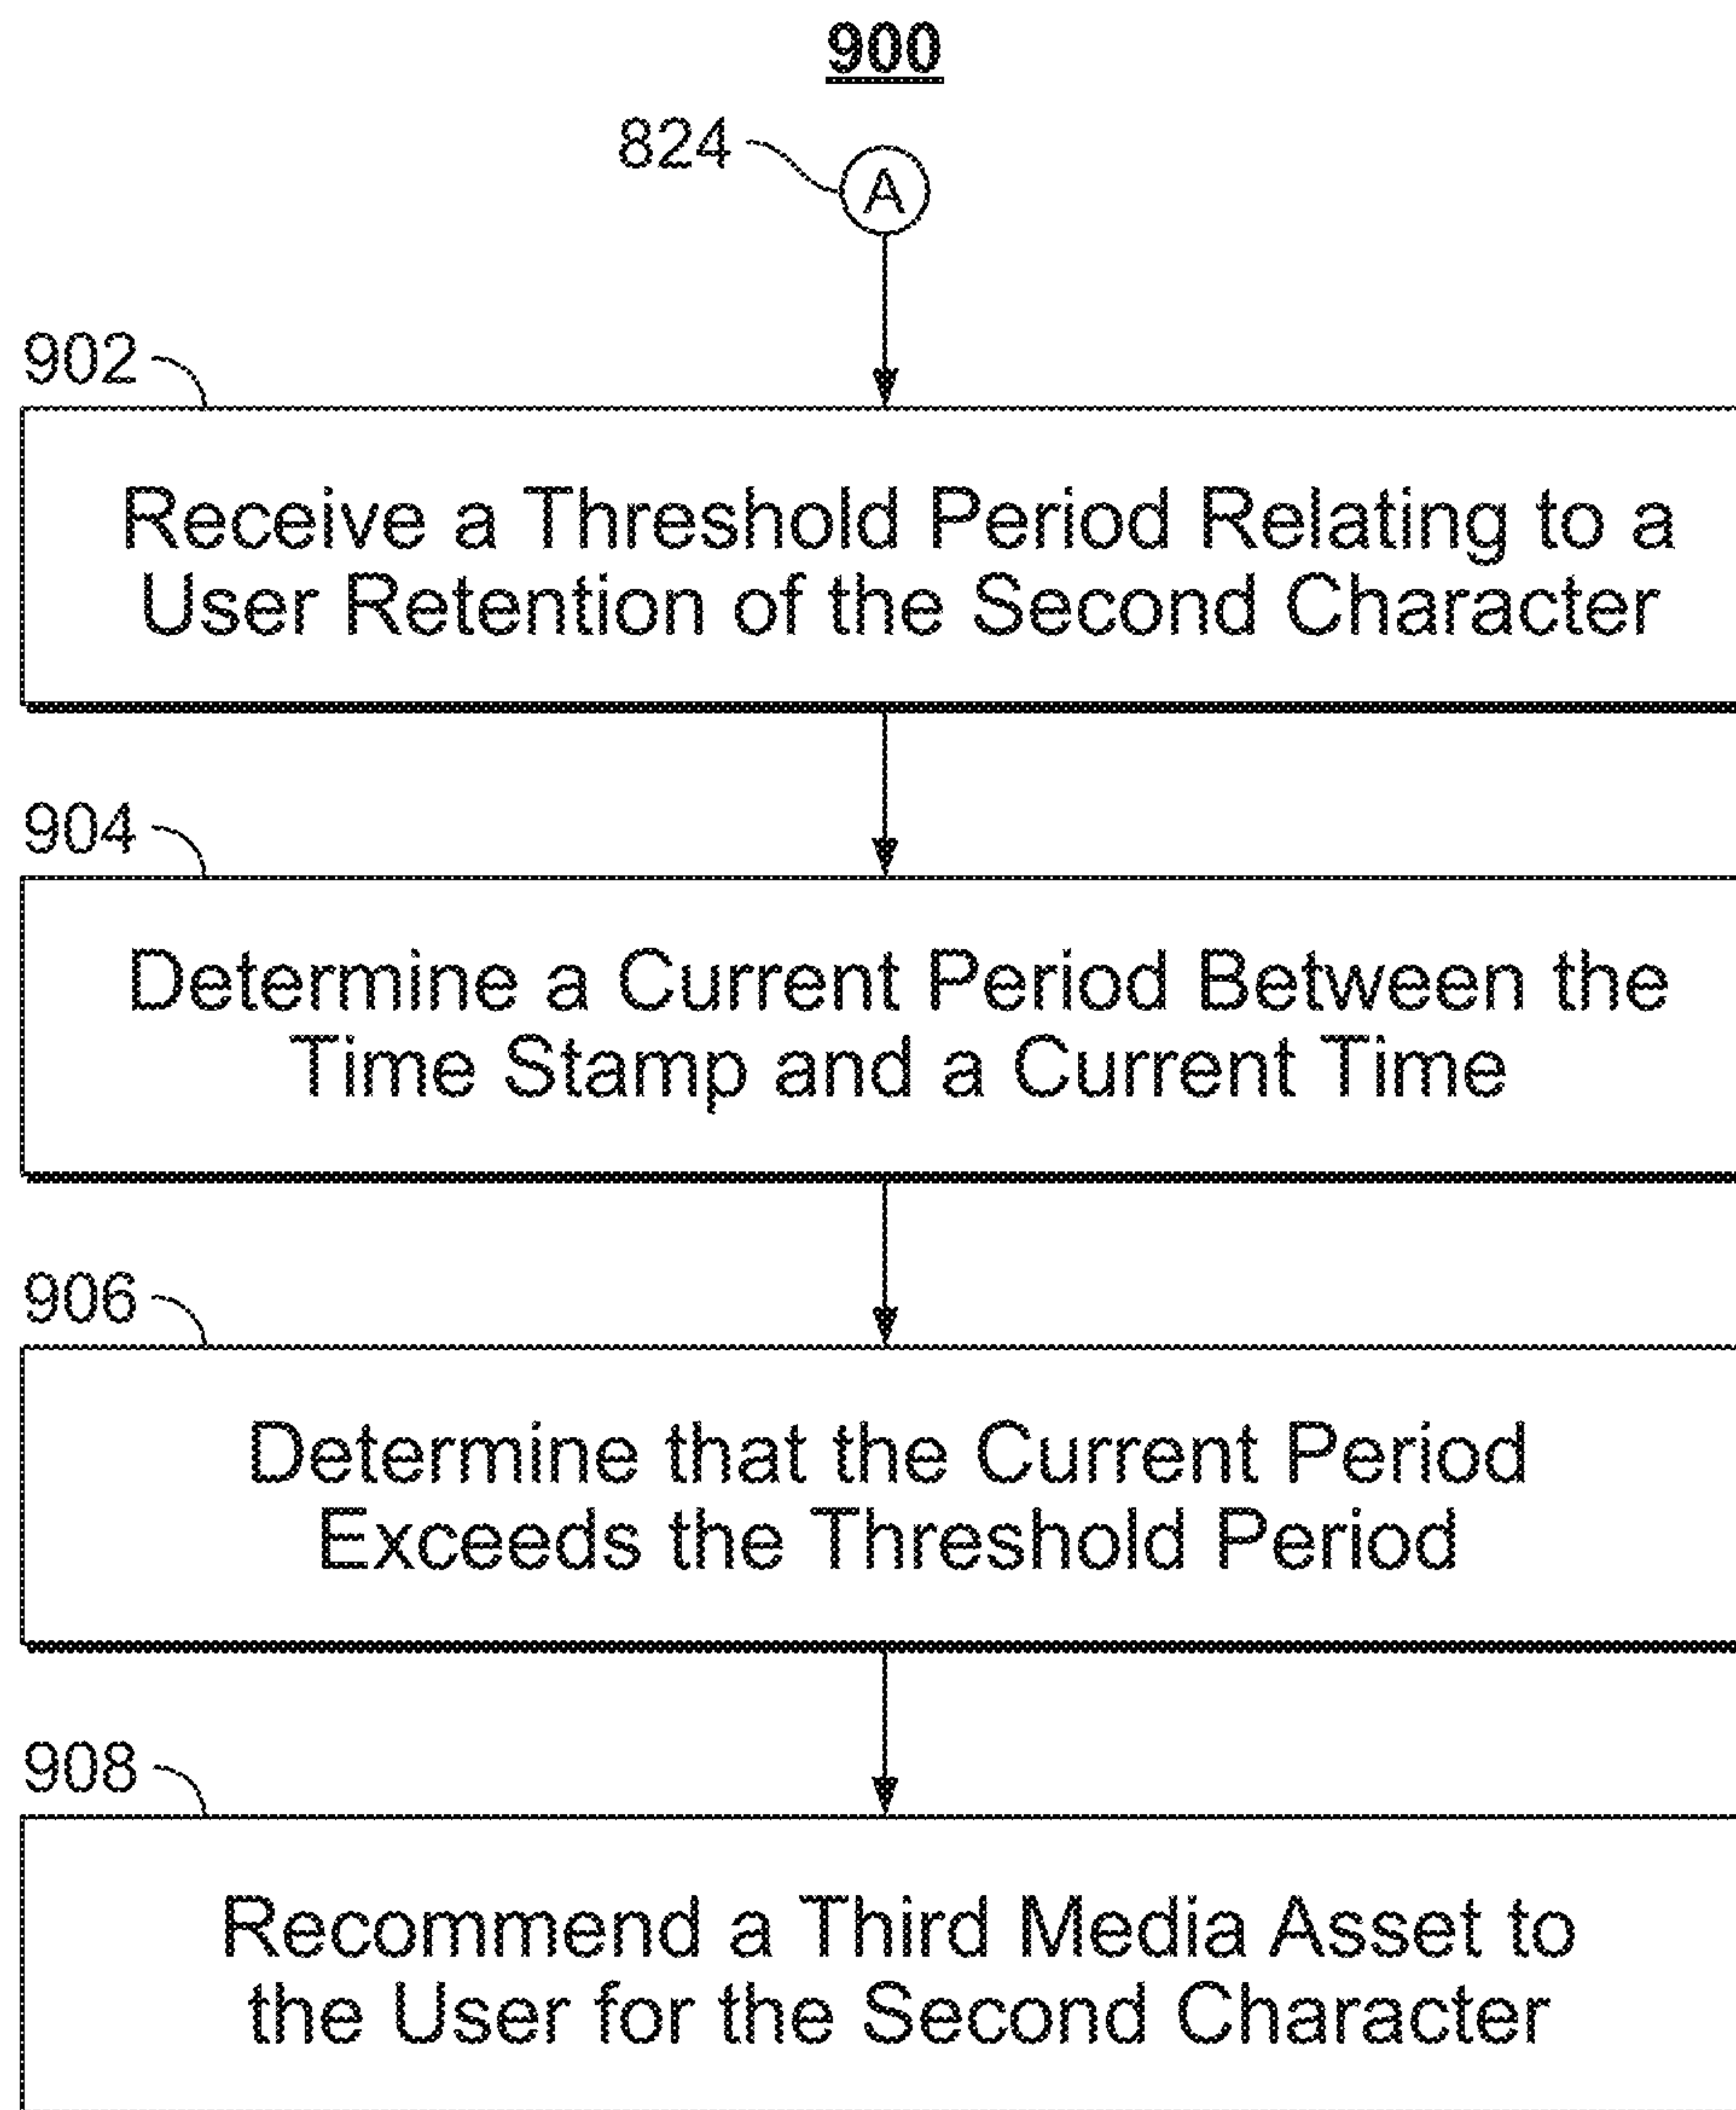 900
824
A
902
Receive a Threshold Period Relating to a
User Retention of the Second Character
904
Determine a Current Period Between the
Time Stamp and a Current Time
906
Determine that the Current Period
Exceeds the Threshold Period
908
Recommend a Third Media Asset to
the User for the Second Character